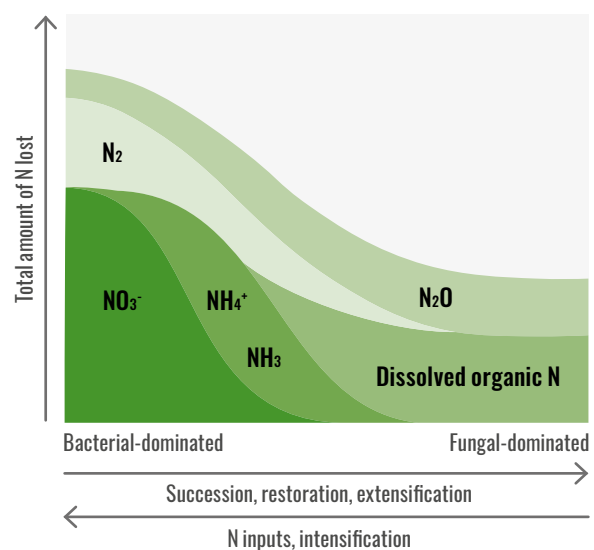 Total amount of N lost
N₂
NO₃⁻
NH₄⁺
NH₃
N₂O
Dissolved organic N
Bacterial-dominated
Fungal-dominated
Succession, restoration, extensification
N inputs, intensification